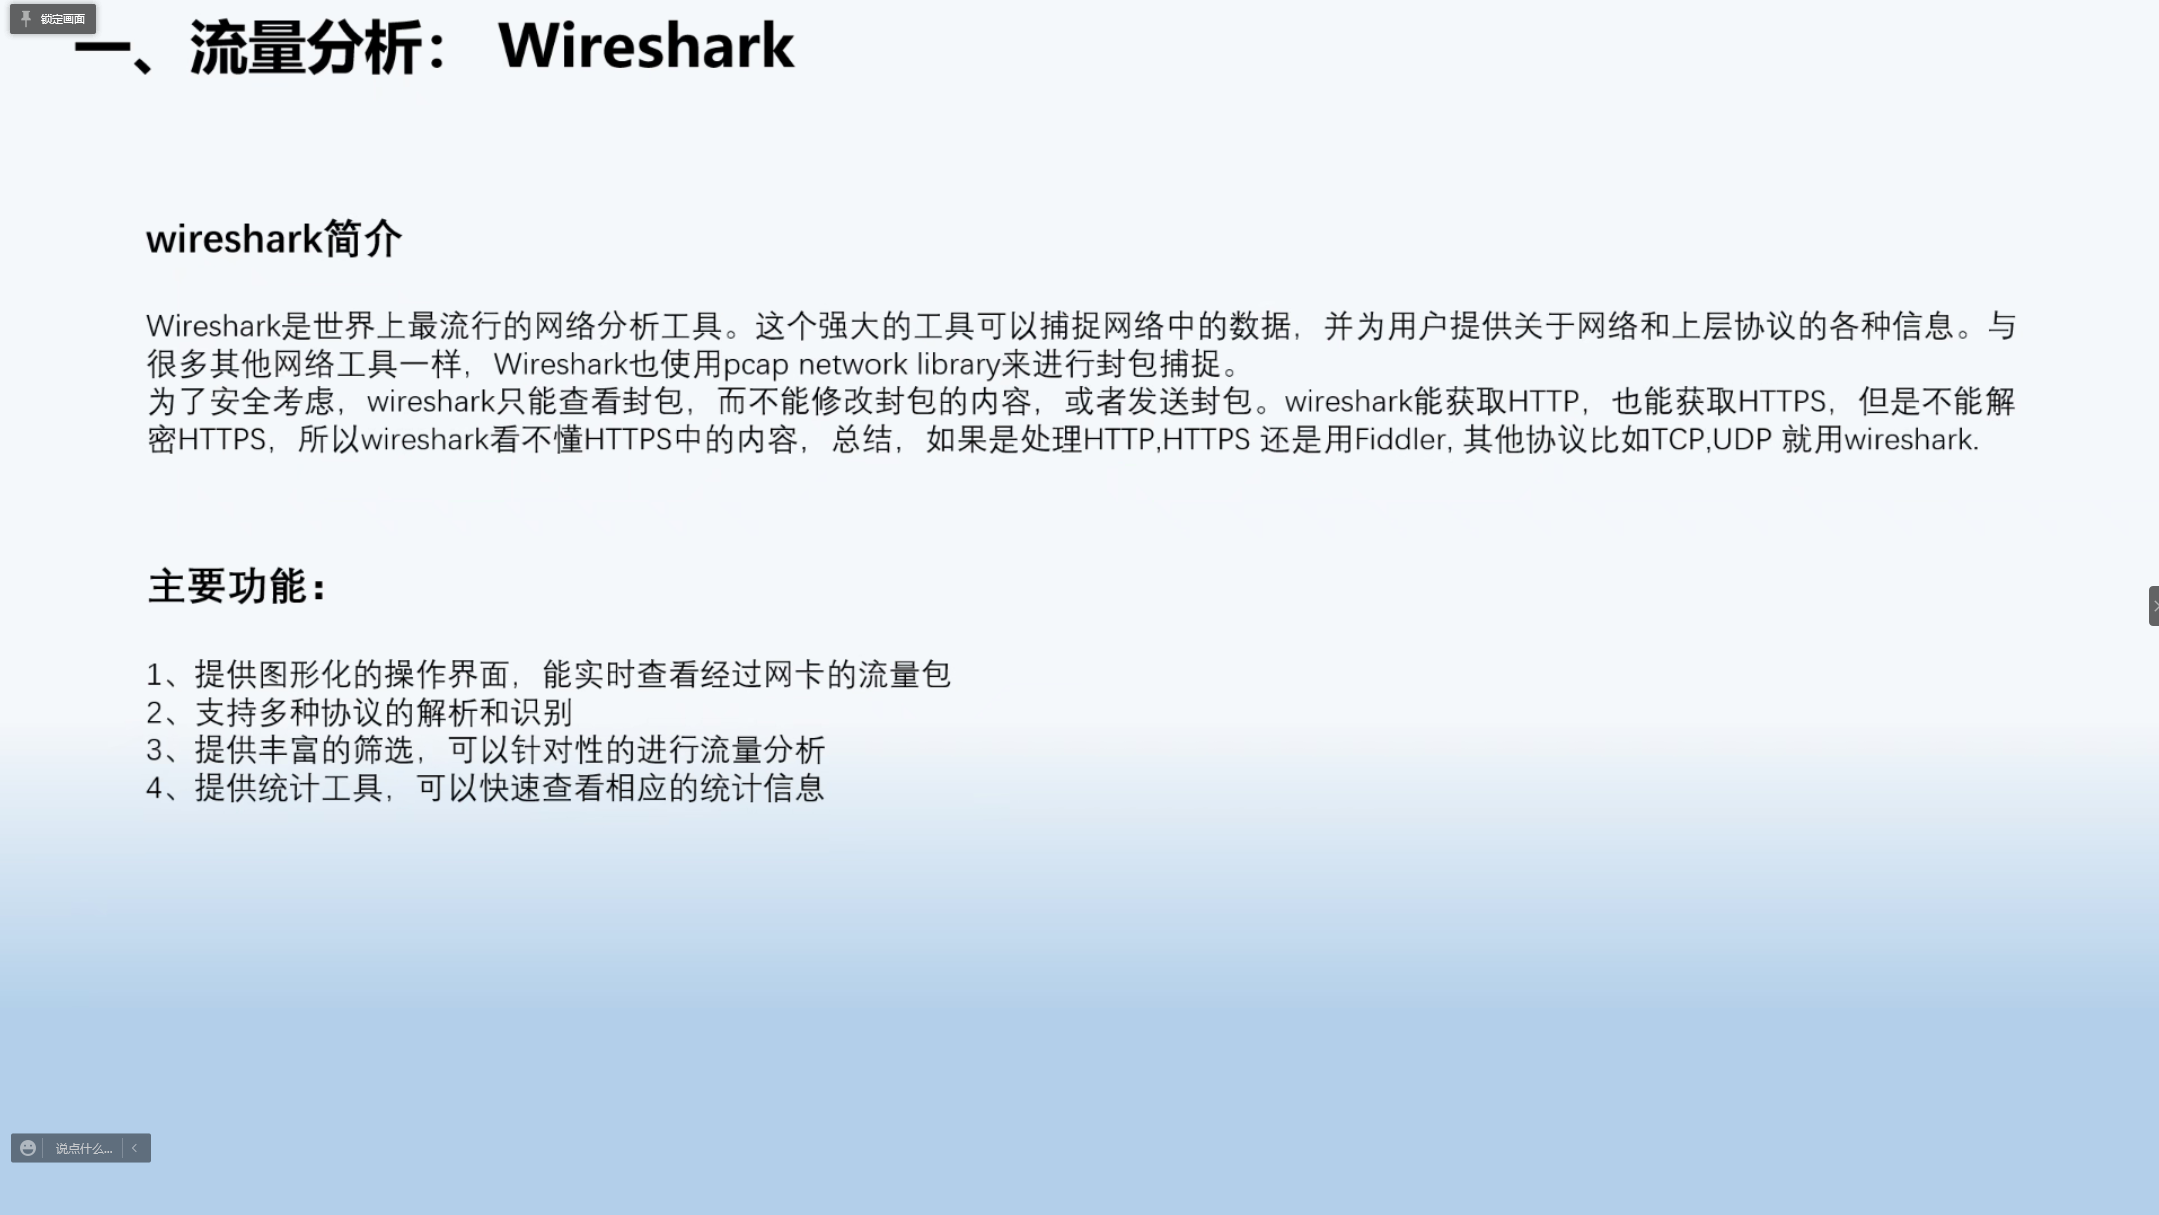 锁定画面
一、流量分析： Wireshark
wireshark简介
Wireshark是世界上最流行的网络分析工具。这个强大的工具可以捕捉网络中的数据，并为用户提供关于网络和上层协议的各种信息。与
很多其他网络工具一样，Wireshark也使用pcap network library来进行封包捕捉。
为了安全考虑，wireshark只能查看封包，而不能修改封包的内容，或者发送封包。wireshark能获取HTTP，也能获取HTTPS，但是不能解
密HTTPS，所以wireshark看不懂HTTPS中的内容，总结，如果是处理HTTP,HTTPS 还是用Fiddler, 其他协议比如TCP,UDP 就用wireshark.
主要功能：
1、提供图形化的操作界面，能实时查看经过网卡的流量包
2、支持多种协议的解析和识别
3、提供丰富的筛选，可以针对性的进行流量分析
4、提供统计工具，可以快速查看相应的统计信息
说点什么...